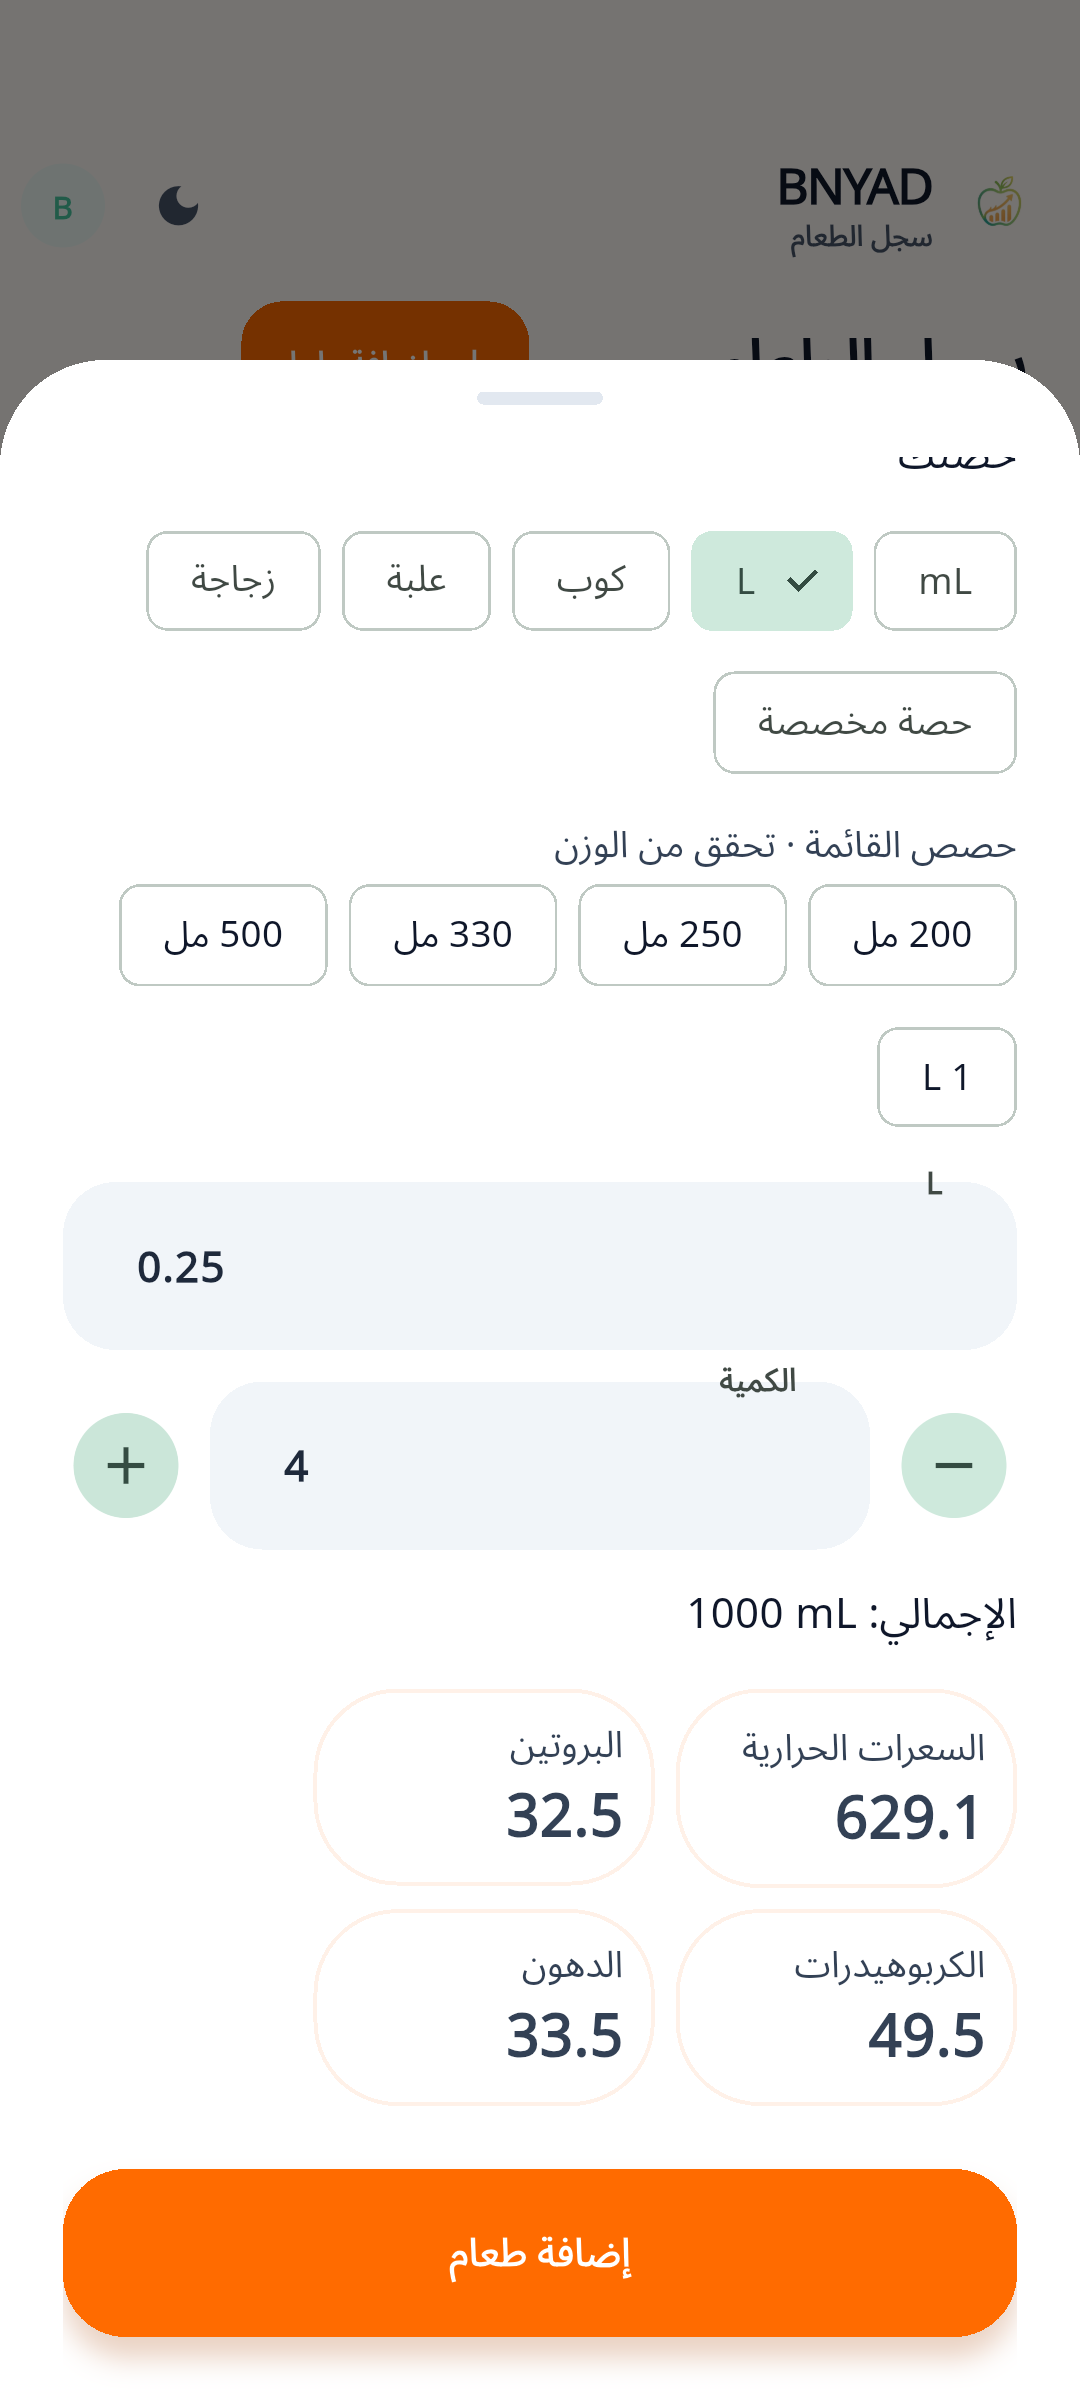 BNYAD
سجل الطعام
B
حصتك
mL
L
كوب
علبة
زجاجة
حصة مخصصة
حصص القائمة · تحقق من الوزن
200 مل
250 مل
330 مل
500 مل
1 L
L
0.25
الكمية
4
الإجمالي: 1000 mL
السعرات الحرارية
629.1
البروتين
32.5
الكربوهيدرات
49.5
الدهون
33.5
إضافة طعام